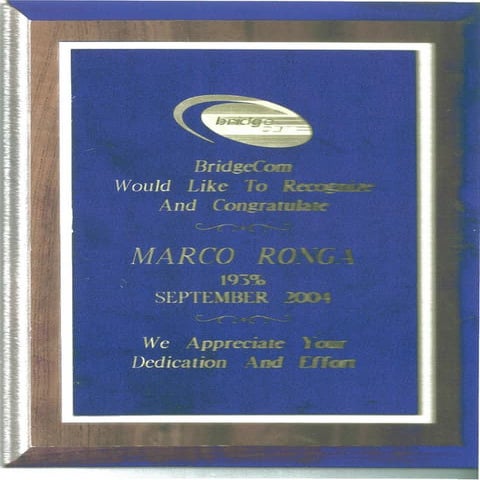 bridge
BridgeCom
Would Like To Recognize
And Congratulate
MARCO RONGA
193%
SEPTEMBER 2004
We Appreciate Your
Dedication And Effort